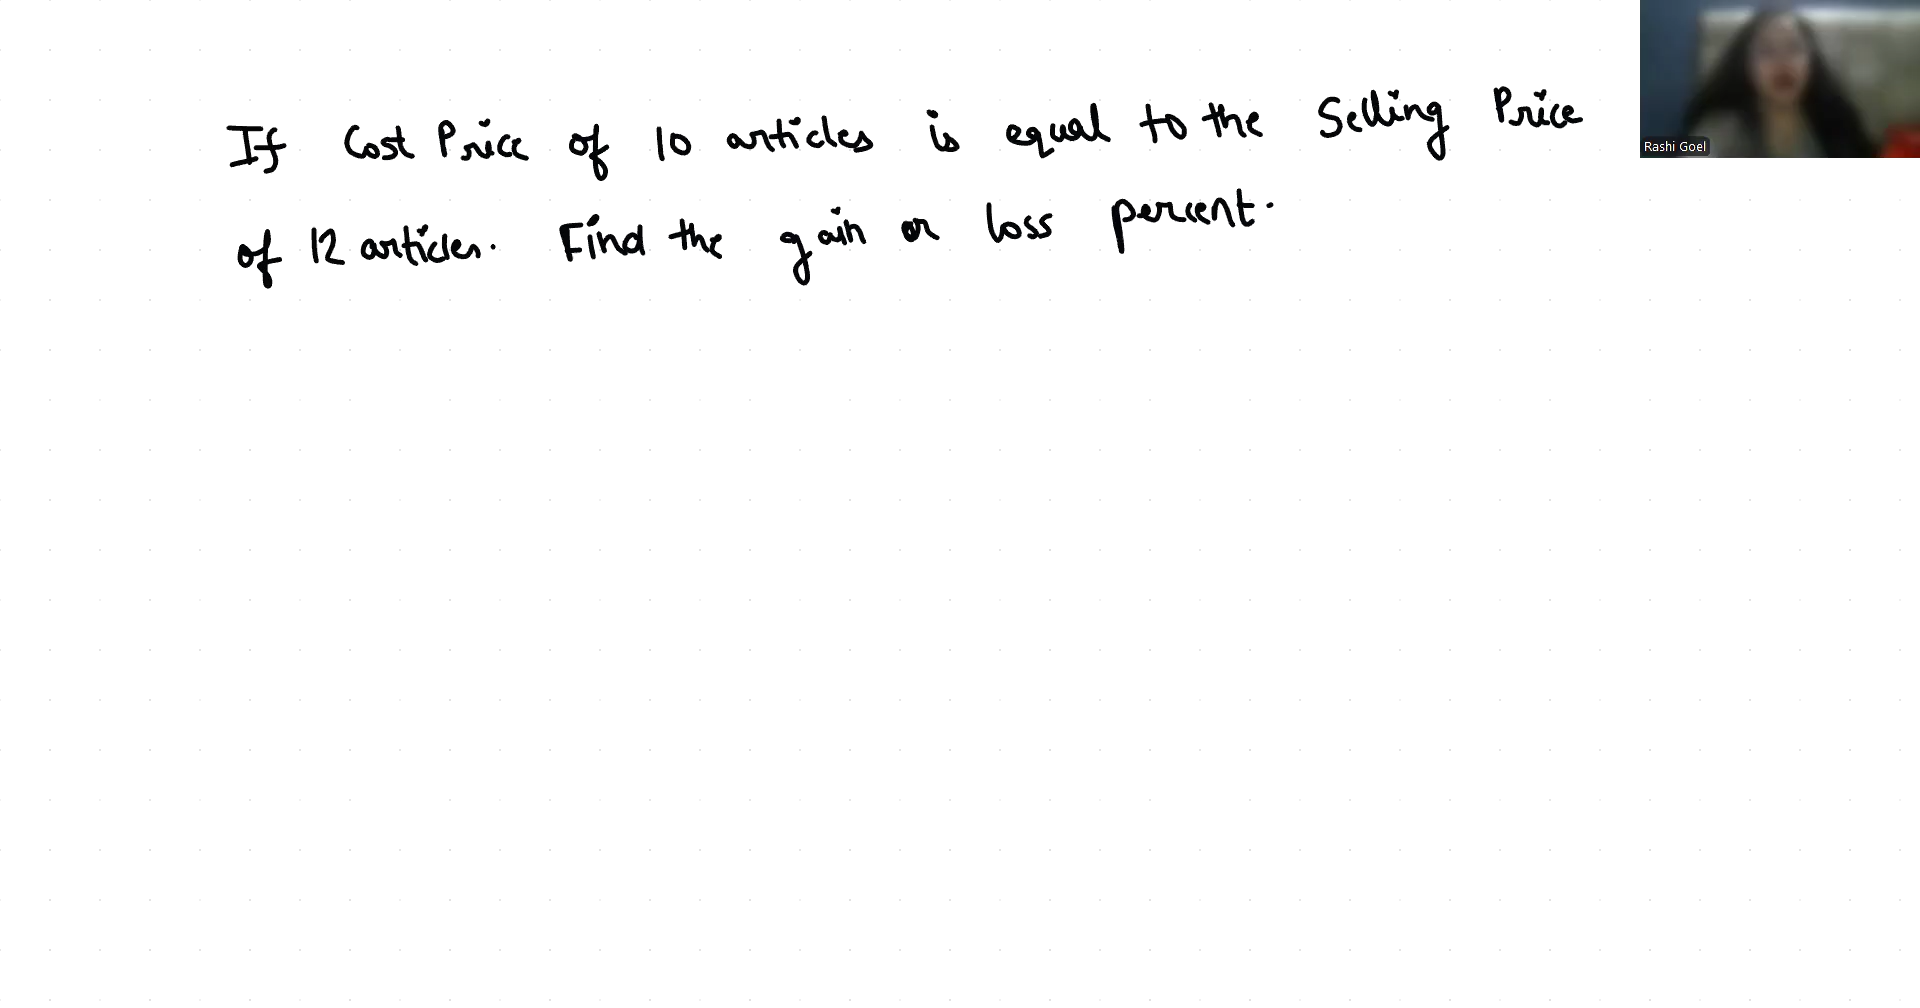 If Cost Price of 10 articles is equal to the Selling Price
of 12 articles. Find the gain or loss percent.
Rashi Goel